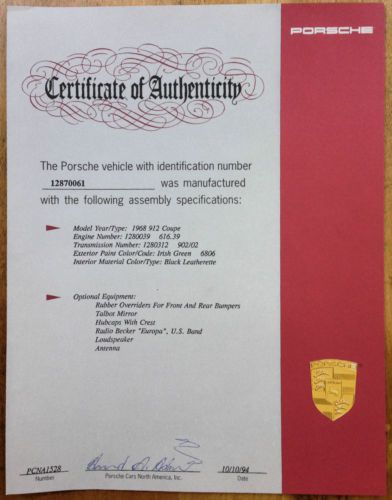 PORSCHE
Certificate of Authenticity
The Porsche vehicle with identification number
12870061 was manufactured
with the following assembly specifications:
Model Year/Type: 1968 912 Coupe
Engine Number: 1280039 616.39
Transmission Number: 1280312 902/02
Exterior Paint Color/Code: Irish Green 6806
Interior Material Color/Type: Black Leatherette
Optional Equipment:
Rubber Overriders For Front And Rear Bumpers
Talbot Mirror
Hubcaps With Crest
Radio Becker "Europa", U.S. Band
Loudspeaker
Antenna
PORSCHE
PCNA1528 10/10/94
Number Porsche Cars North America, Inc. Date